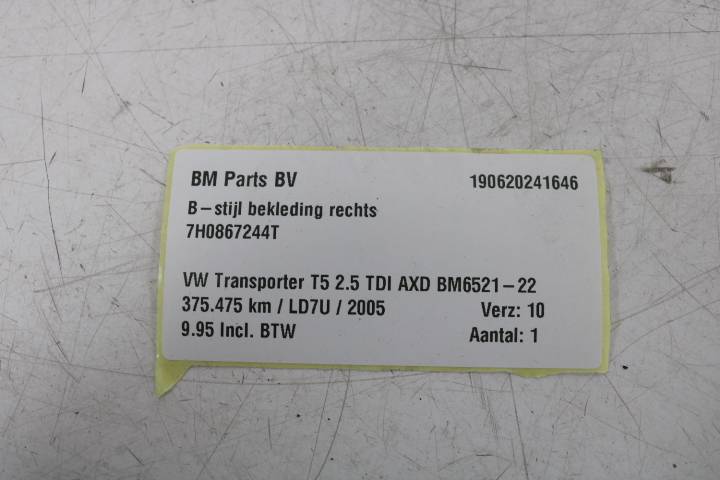 BM Parts BV 190620241646
B-stijl bekleding rechts
7H0867244T
VW Transporter T5 2.5 TDI AXD BM6521-22
375.475 km / LD7U / 2005 Verz: 10
9.95 Incl. BTW Aantal: 1